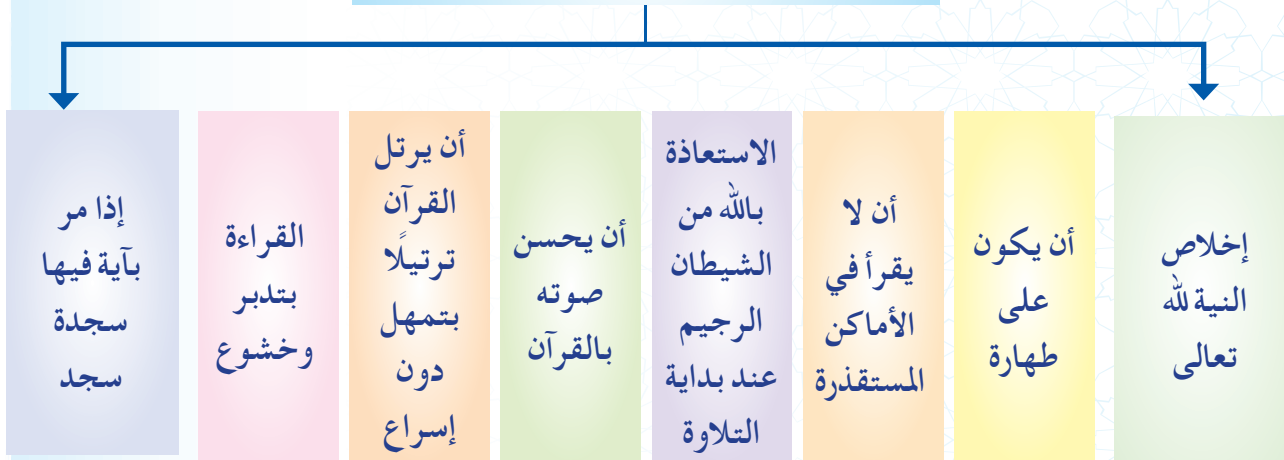 إخلاص
النية لله
تعالى
أن يكون
على
طهارة
أن لا
يقرأ في
الأماكن
المستقذرة
الاستعاذة
بالله من
الشيطان
الرجيم
عند بداية
التلاوة
أن يحسن
صوته
بالقرآن
أن يرتل
القرآن
ترتيلًا
بتمهل
دون
إسراع
القراءة
بتدبر
وخشوع
إذا مر
بآية فيها
سجدة
سجد